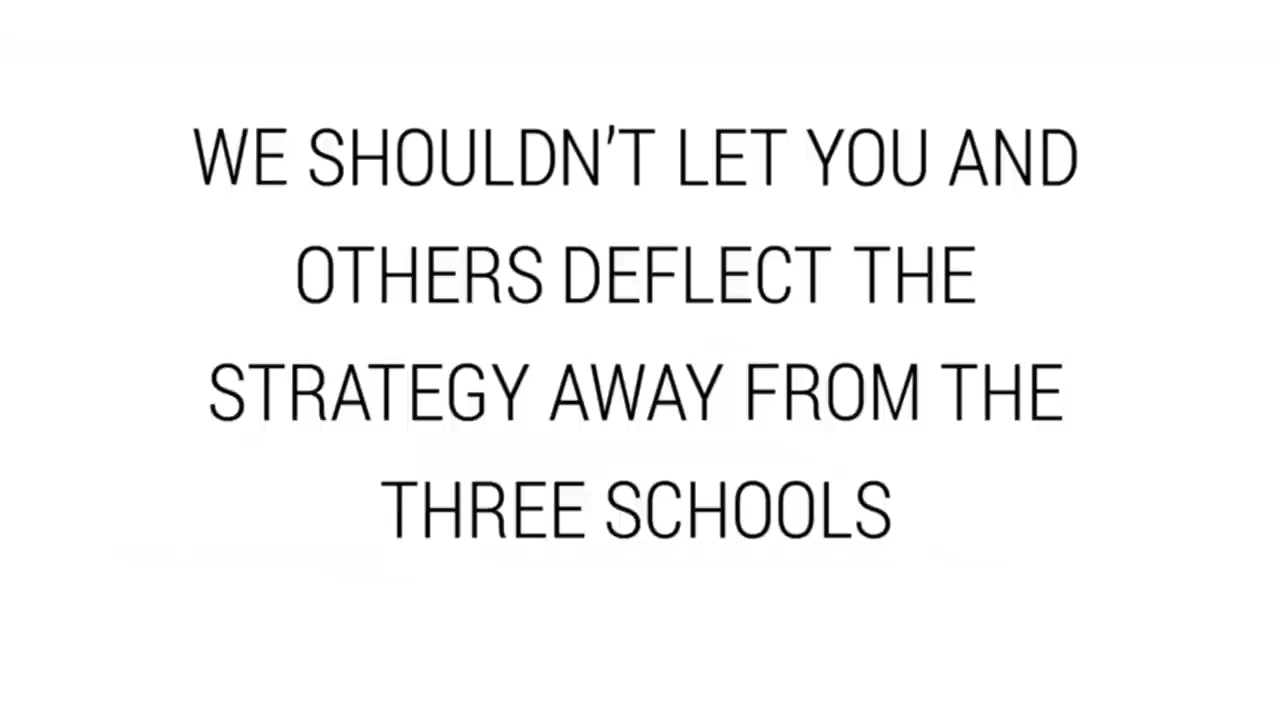 WE SHOULDN’T LET YOU AND
OTHERS DEFLECT THE
STRATEGY AWAY FROM THE
THREE SCHOOLS